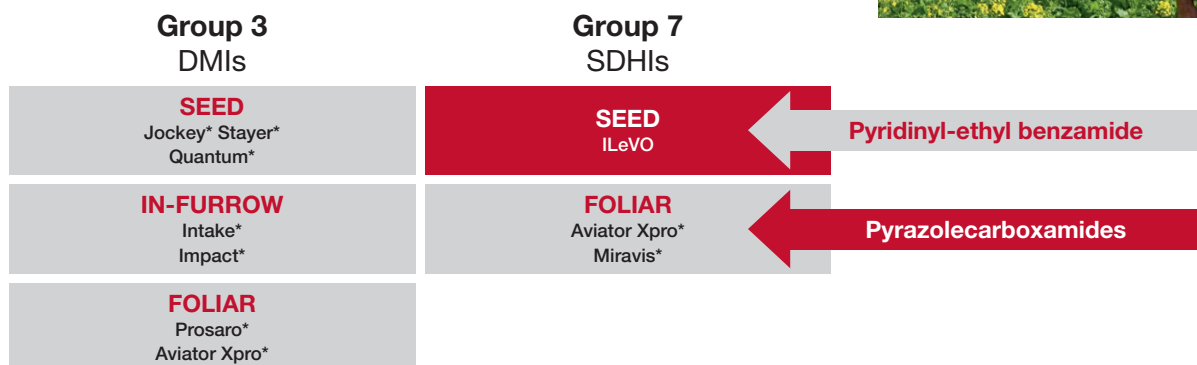 Group 3
DMIs
SEED
Jockey* Stayer*
Quantum*
IN-FURROW
Intake*
Impact*
FOLIAR
Prosaro*
Aviator Xpro*
Group 7
SDHIs
SEED
ILeVO
Pyridinyl-ethyl benzamide
FOLIAR
Aviator Xpro*
Miravis*
Pyrazolecarboxamides